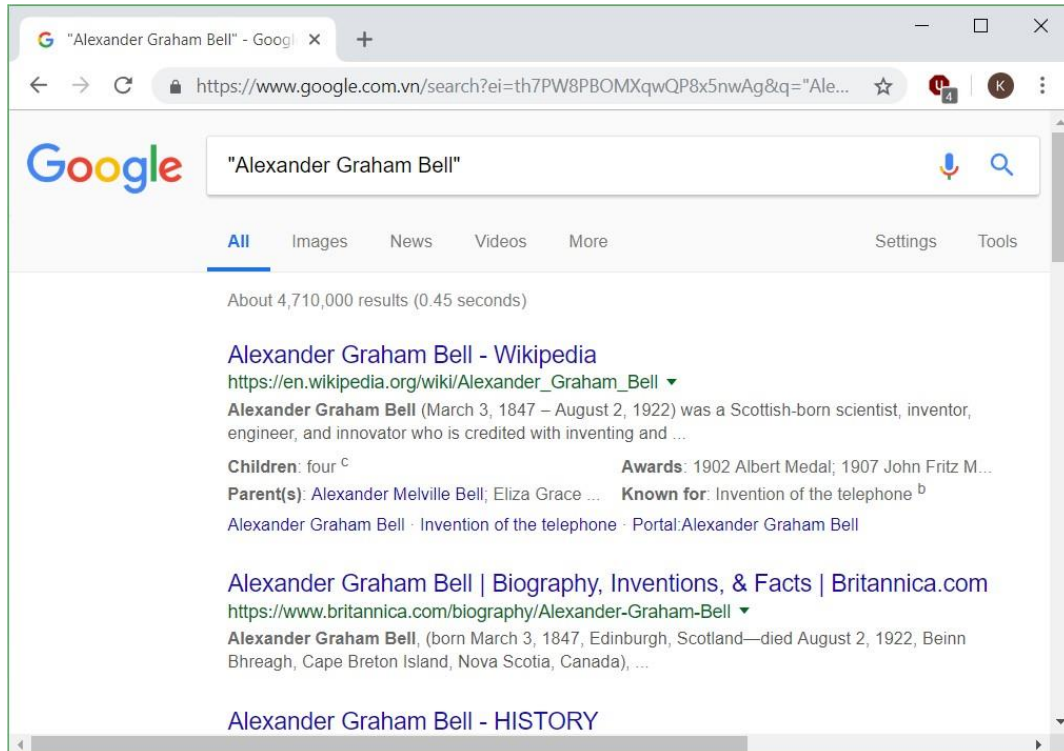 "Alexander Graham Bell" - Googl
https://www.google.com.vn/search?ei=th7PW8PBOMXqwQP8x5nwAg&q="Ale...
4
K
Google
"Alexander Graham Bell"
All Images News Videos More Settings Tools
About 4,710,000 results (0.45 seconds)
Alexander Graham Bell - Wikipedia
https://en.wikipedia.org/wiki/Alexander_Graham_Bell
Alexander Graham Bell (March 3, 1847 – August 2, 1922) was a Scottish-born scientist, inventor,
engineer, and innovator who is credited with inventing and ...
Children: four c Awards: 1902 Albert Medal; 1907 John Fritz M...
Parent(s): Alexander Melville Bell; Eliza Grace ... Known for: Invention of the telephone b
Alexander Graham Bell · Invention of the telephone · Portal:Alexander Graham Bell
Alexander Graham Bell | Biography, Inventions, & Facts | Britannica.com
https://www.britannica.com/biography/Alexander-Graham-Bell
Alexander Graham Bell, (born March 3, 1847, Edinburgh, Scotland—died August 2, 1922, Beinn
Bhreagh, Cape Breton Island, Nova Scotia, Canada), ...
Alexander Graham Bell - HISTORY